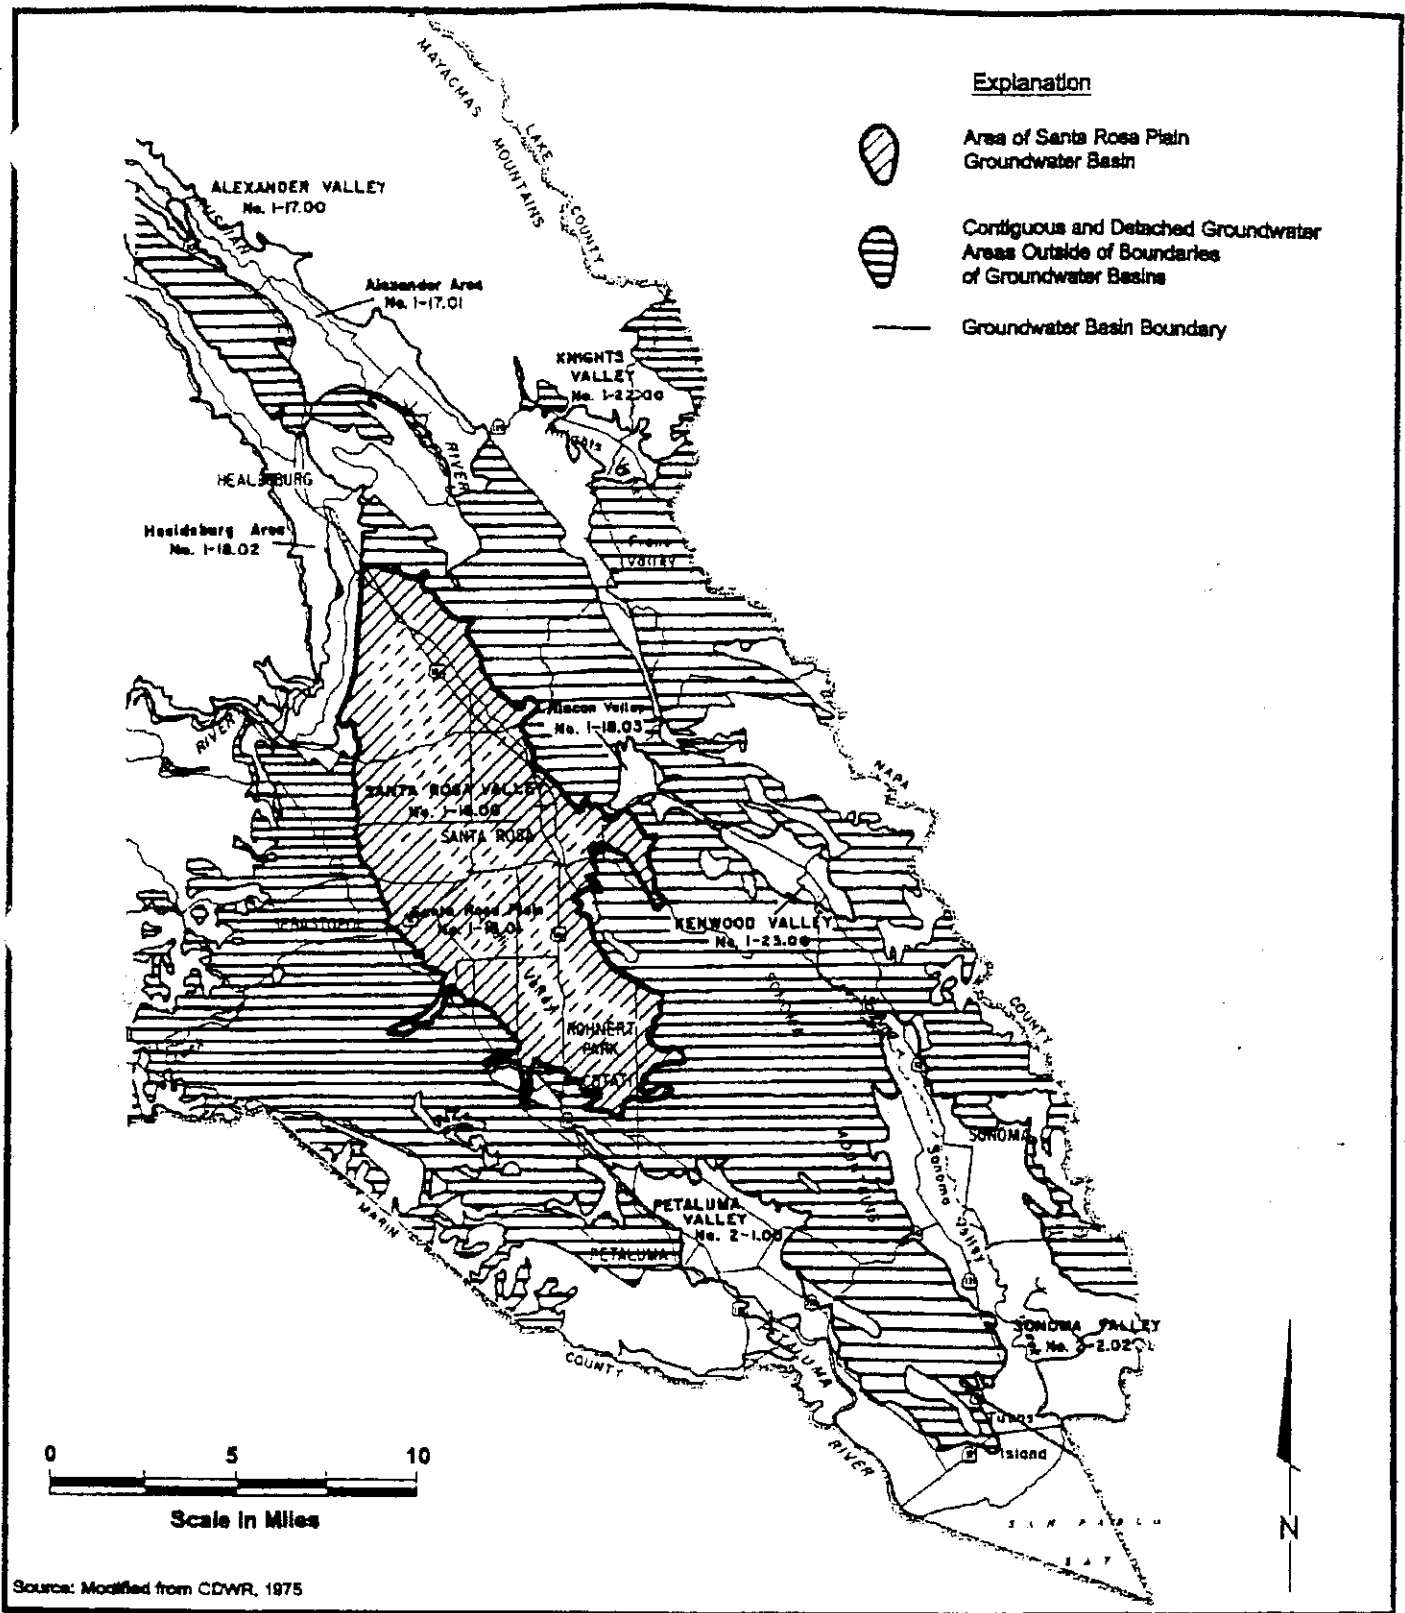 Explanation
Area of Santa Rosa Plain
Groundwater Basin
Contiguous and Detached Groundwater
Areas Outside of Boundaries
of Groundwater Basins
Groundwater Basin Boundary
MAYACMAS
MOUNTAINS
LAKE
COUNTY
ALEXANDER VALLEY
No. 1-17.00
Alexander Area
No. 1-17.01
KNIGHTS
VALLEY
No. 1-22.00
RIVER
HEALDSBURG
Healdsburg Area
No. 1-18.02
Valley
RIVER
No. 1-18.03
NAPA
SANTA ROSA VALLEY
No. 1-18.00
SANTA ROSA
Santa Rosa Plain
No. 1-18.01
SEBASTOPOL
KENWOOD VALLEY
No. 1-23.00
COUNTY
ROHNERT
PARK
COTATI
SONOMA
Sonoma
Valley
MARIN
PETALUMA
VALLEY
No. 2-1.00
PETALUMA
SONOMA VALLEY
COUNTY
RIVER
Island
0 5 10
Scale in Miles
SAN PABLO
BAY
N
Source: Modified from CDWR, 1975